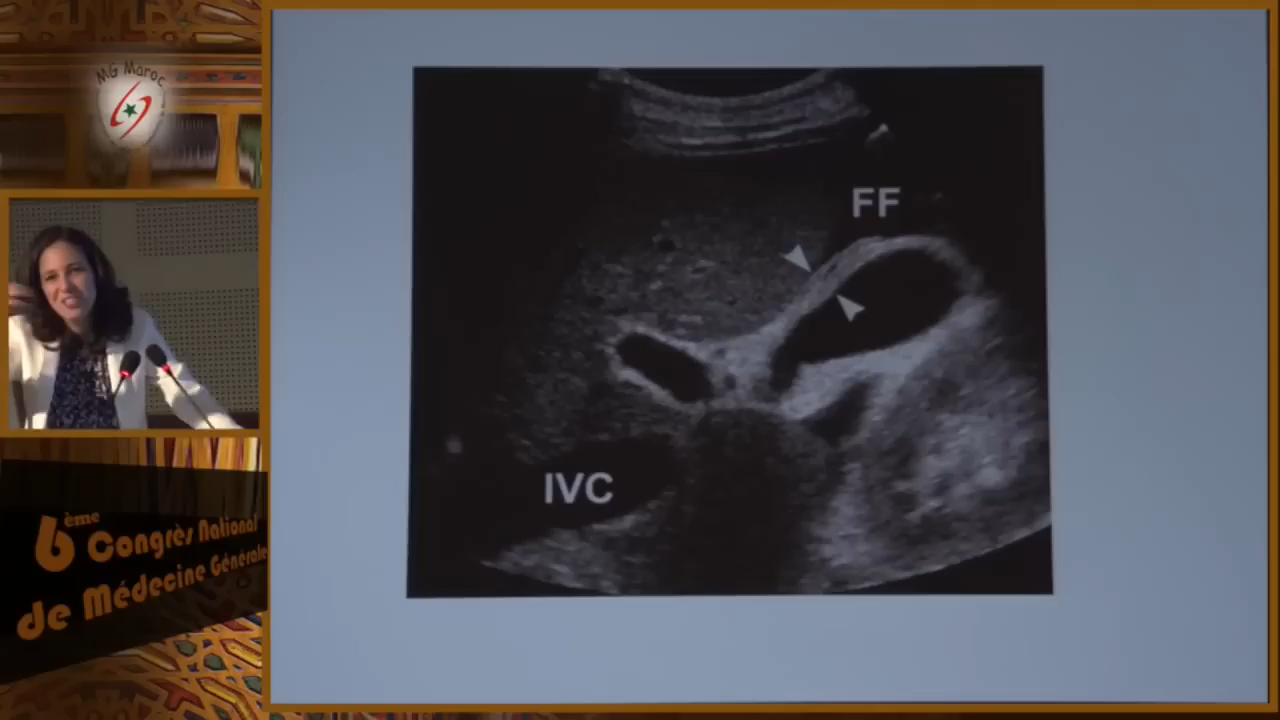 MG Maroc
6ème Congrès National
de Médecine Générale
FF
IVC